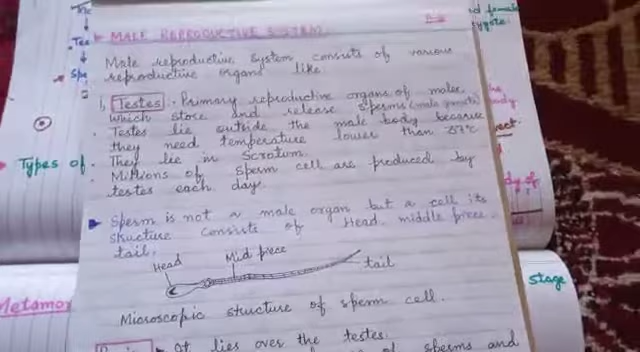 MALE REPRODUCTIVE SYSTEM
Male reproductive system consists of various
reproductive organs like
1, Testes . Primary reproductive organs of males
which store and release sperms (male gamete)
Testes lie outside the male body because
they need temperature lower than 37°C
They lie in Scrotum.
Millions of sperm cell are produced by
testes each day.
Sperm is not a male organ but a cell its
structure consists of Head, middle piece
tail.
Head
Mid piece
tail
Microscopic structure of sperm cell.
It lies over the testes.
of sperms and
Types of
Metamor
Stage